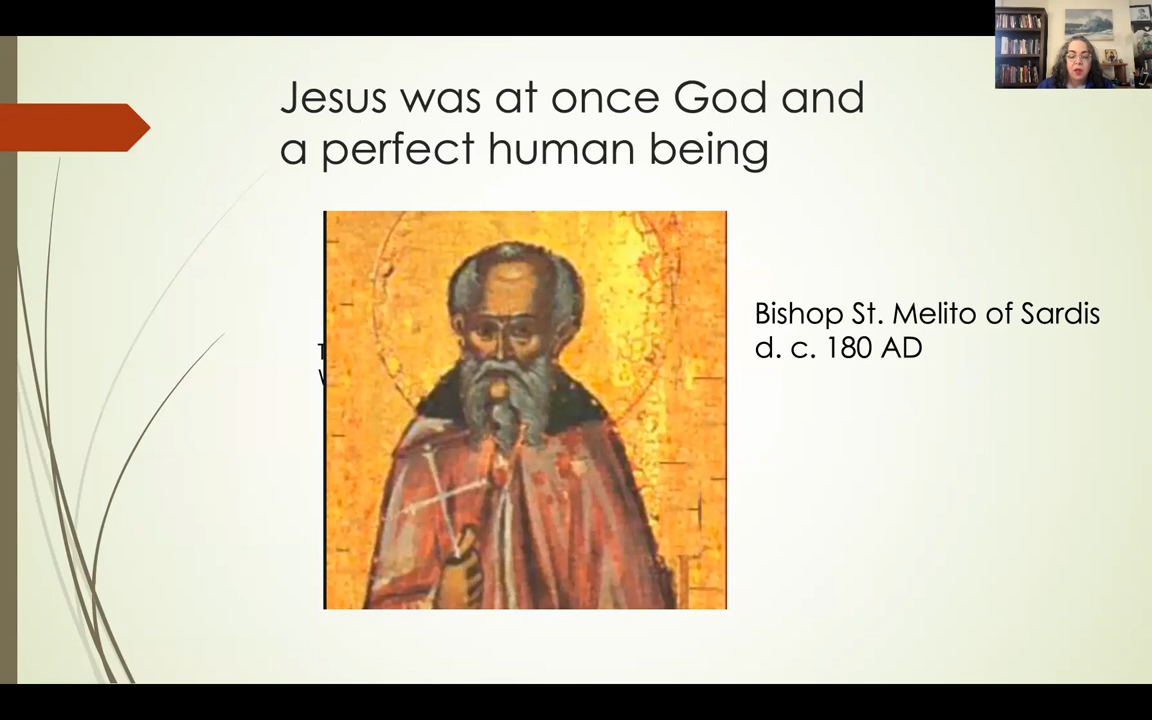 Jesus was at once God and
a perfect human being
Bishop St. Melito of Sardis
d. c. 180 AD